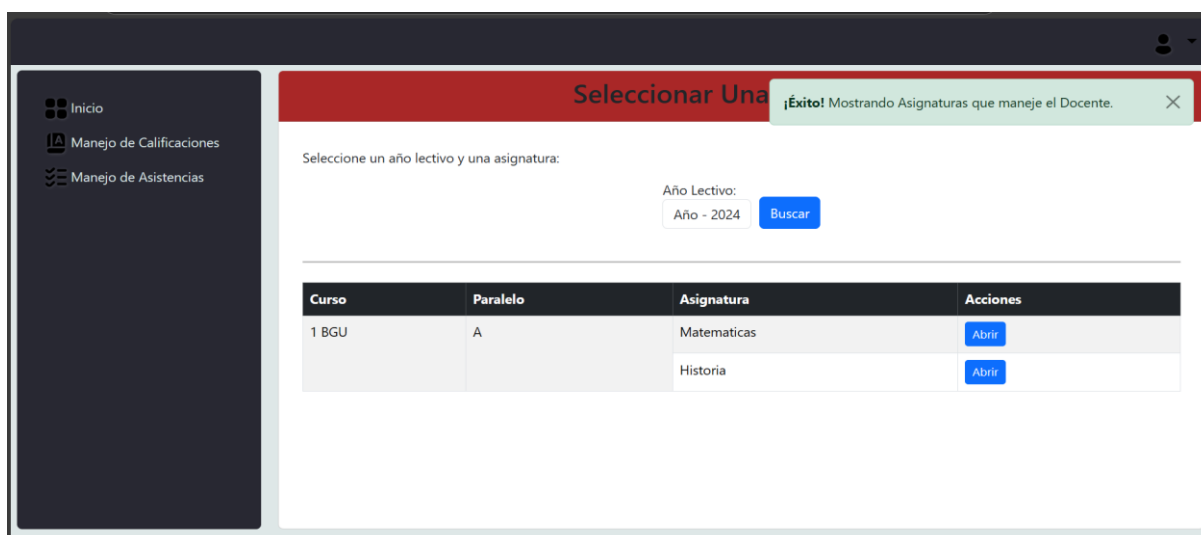 Inicio
Manejo de Calificaciones
Manejo de Asistencias
Seleccionar Una
¡Éxito! Mostrando Asignaturas que maneje el Docente.
Seleccione un año lectivo y una asignatura:
Año Lectivo:
Año - 2024 Buscar
Curso Paralelo Asignatura Acciones
1 BGU A Matematicas Abrir
Historia Abrir